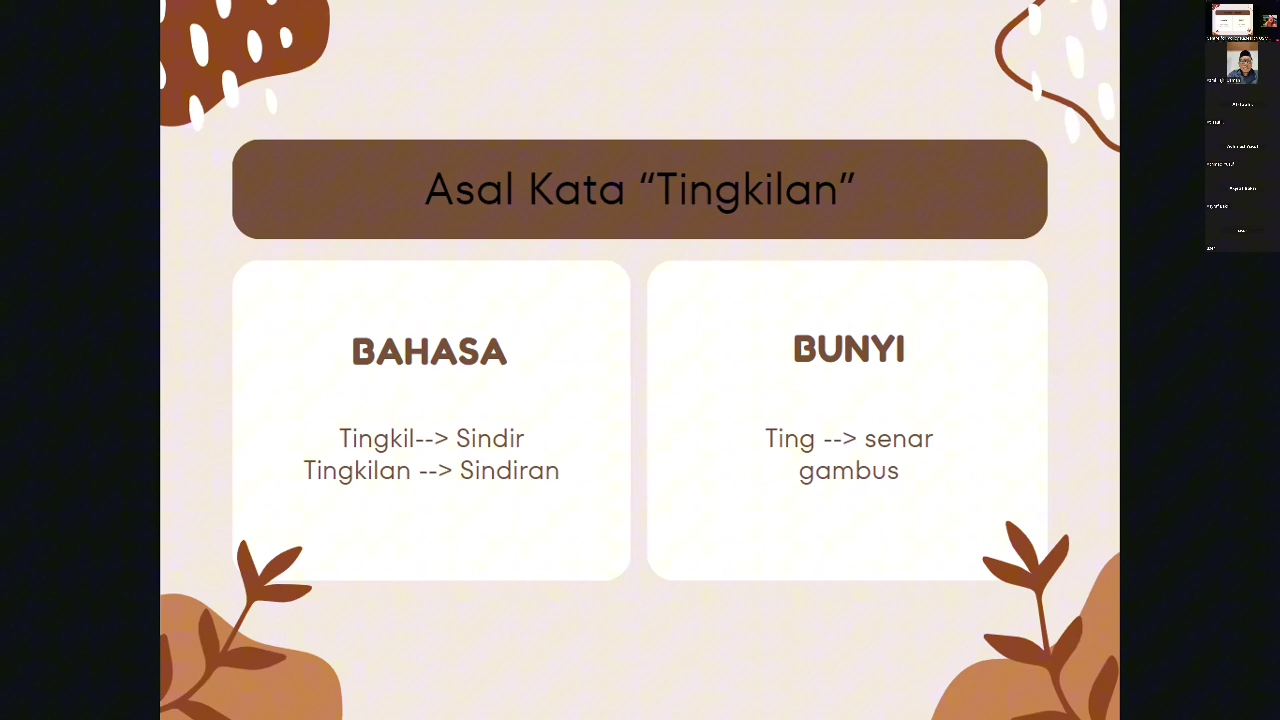 Asal Kata “Tingkilan”
BAHASA
Tingkil--> Sindir
Tingkilan --> Sindiran
BUNYI
Ting --> senar
gambus